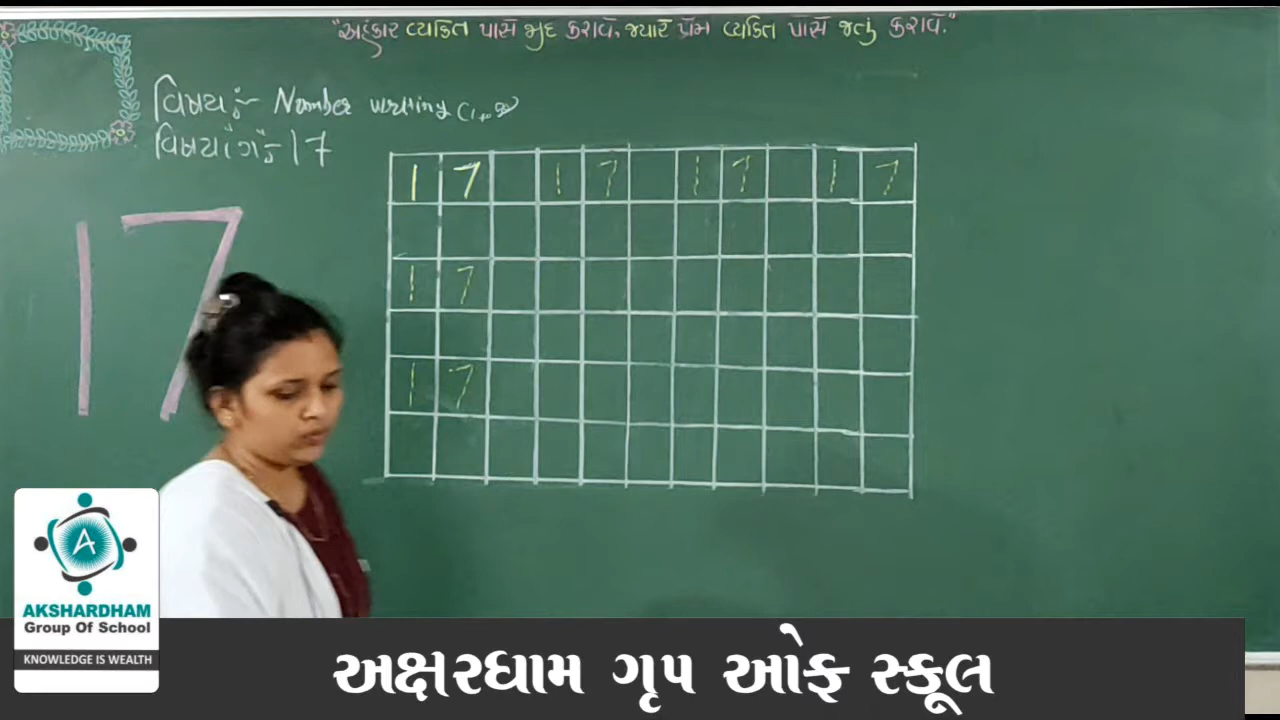 "અહંકાર વ્યક્તિ પાસે જીદ કરાવે, જ્યારે પ્રેમ વ્યક્તિ પાસે જતું કરાવે."
વિષય :- Number writing
વિષયાંગ :- 17
1 7 1 7 1 7 1 7
1 7
1 7
17
A
AKSHARDHAM
Group Of School
KNOWLEDGE IS WEALTH
અક્ષરધામ ગૃપ ઓફ સ્કૂલ